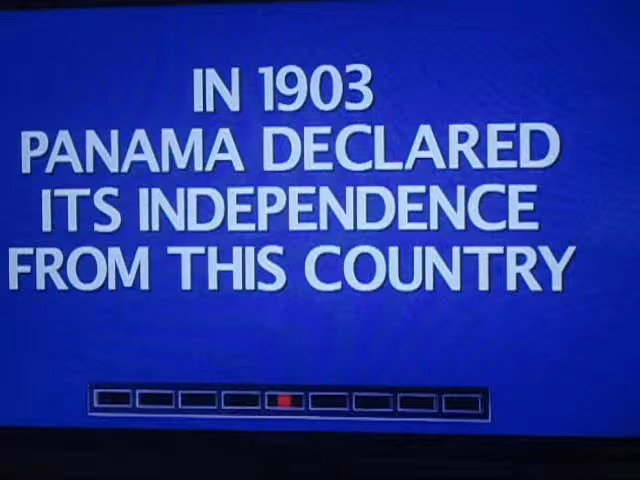 IN 1903
PANAMA DECLARED
ITS INDEPENDENCE
FROM THIS COUNTRY